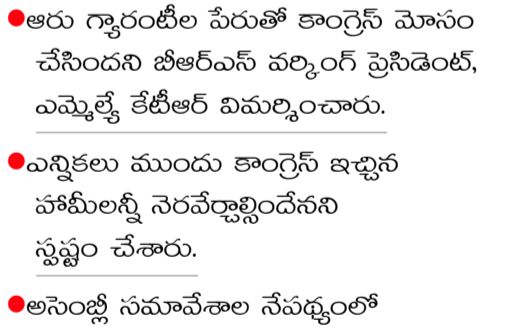 ●ఆరు గ్యారంటీల పేరుతో కాంగ్రెస్ మోసం
చేసిందని బీఆర్ఎస్ వర్కింగ్ ప్రెసిడెంట్,
ఎమ్మెల్యే కేటీఆర్ విమర్శించారు.
●ఎన్నికలు ముందు కాంగ్రెస్ ఇచ్చిన
హామీలన్నీ నెరవేర్చాల్సిందేనని
స్పష్టం చేశారు.
●అసెంబ్లీ సమావేశాల నేపథ్యంలో